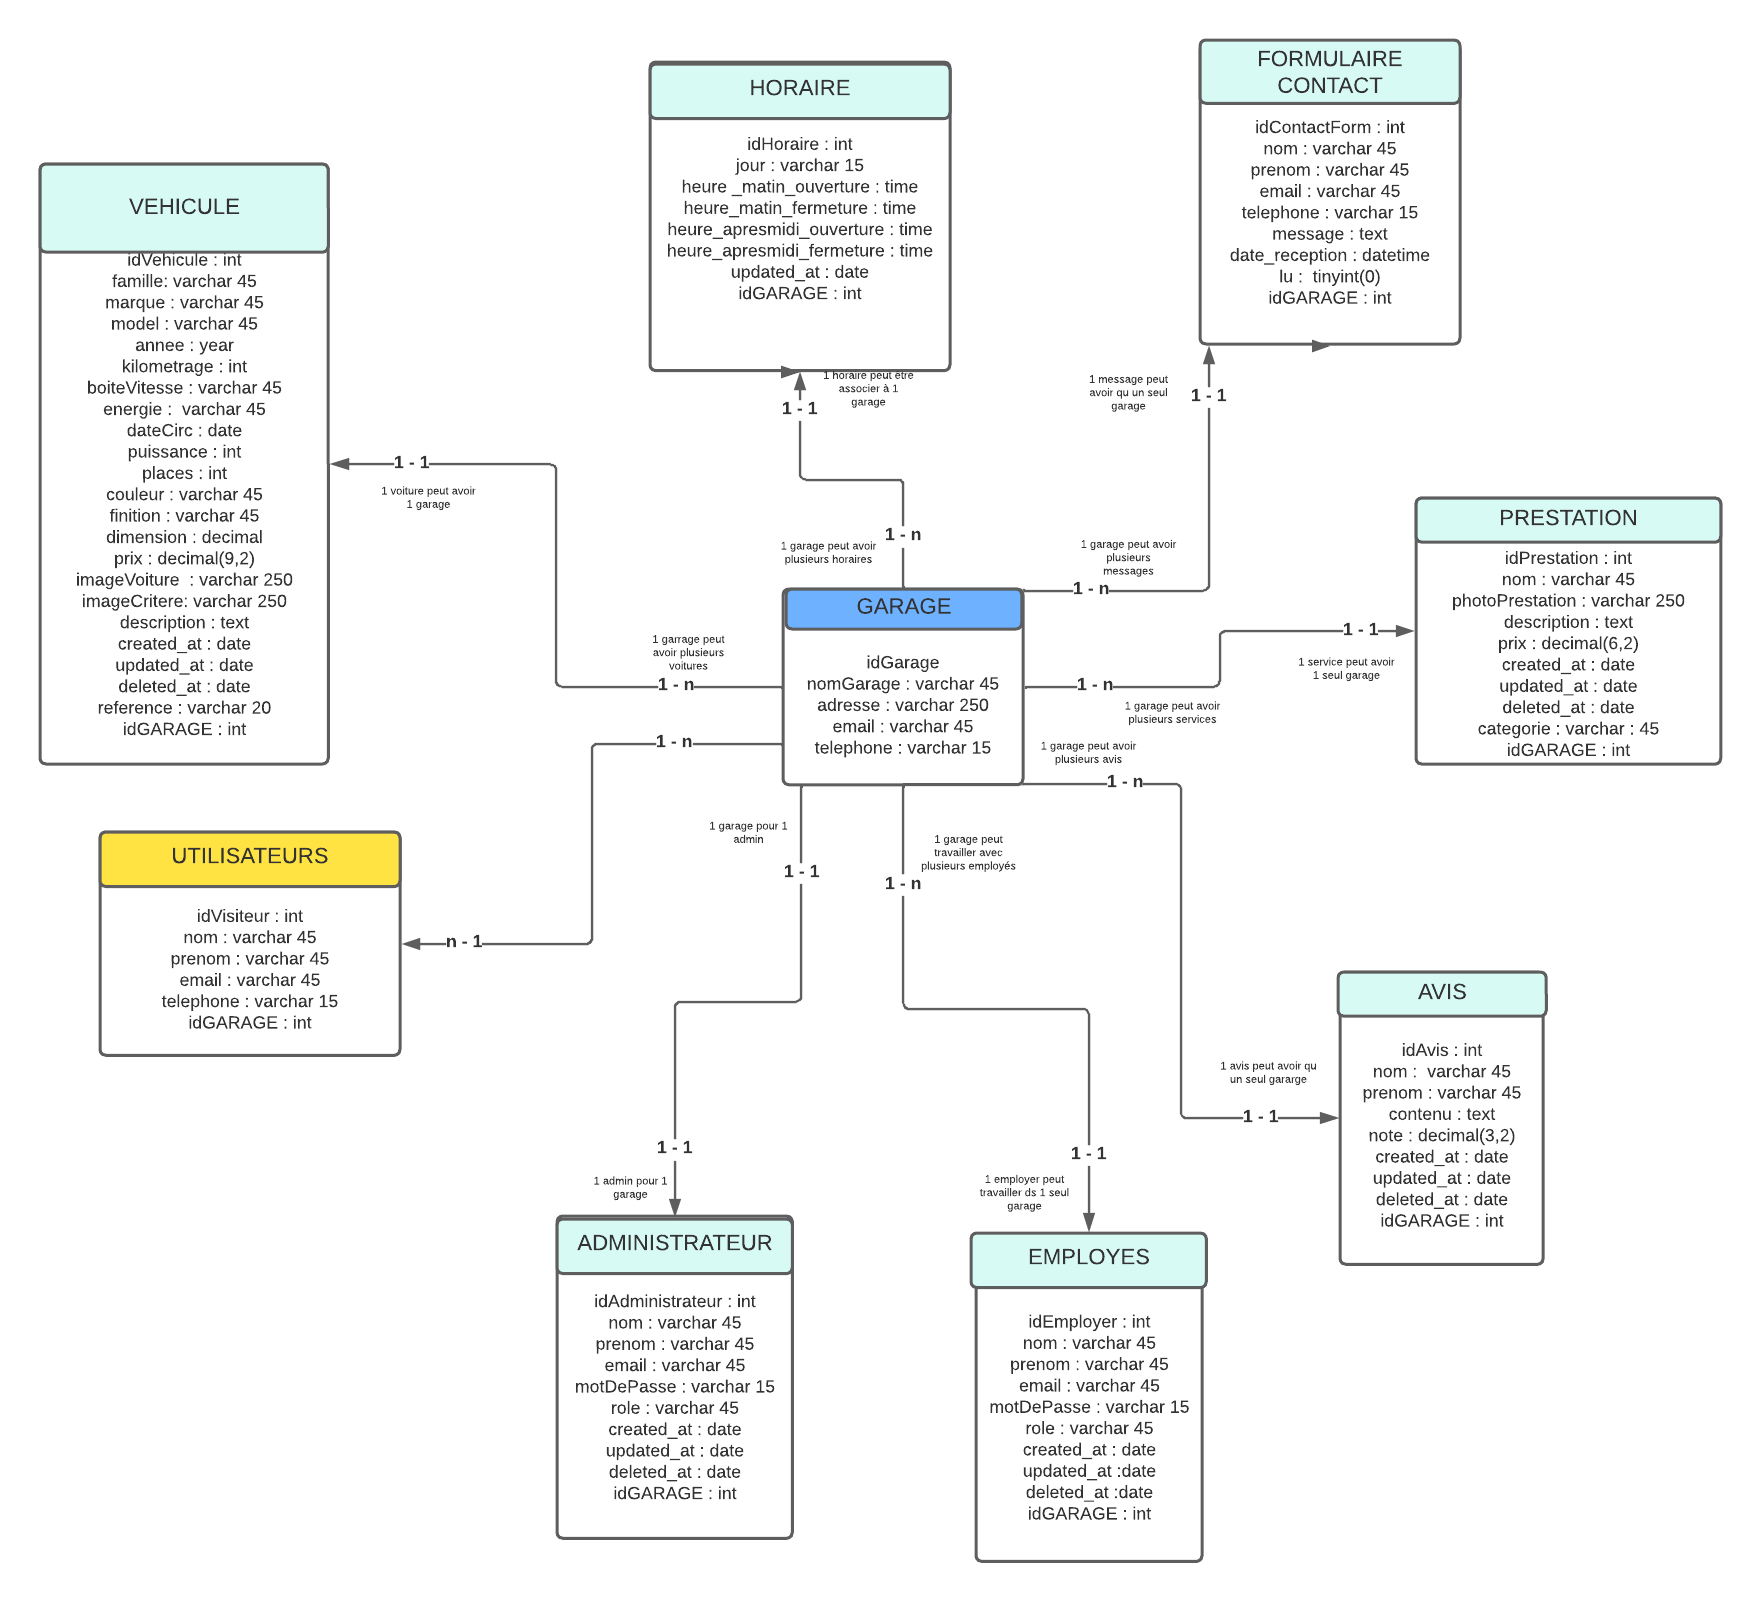 HORAIRE
idHoraire : int
jour : varchar 15
heure _matin_ouverture : time
heure_matin_fermeture : time
heure_apresmidi_ouverture : time
heure_apresmidi_fermeture : time
updated_at : date
idGARAGE : int
FORMULAIRE
CONTACT
idContactForm : int
nom : varchar 45
prenom : varchar 45
email : varchar 45
telephone : varchar 15
message : text
date_reception : datetime
lu :  tinyint(0)
idGARAGE : int
VEHICULE
idVehicule : int
famille: varchar 45
marque : varchar 45
model : varchar 45
annee : year
kilometrage : int
boiteVitesse : varchar 45
energie :  varchar 45
dateCirc : date
puissance : int
places : int
couleur : varchar 45
finition : varchar 45
dimension : decimal
prix : decimal(9,2)
imageVoiture  : varchar 250
imageCritere: varchar 250
description : text
created_at : date
updated_at : date
deleted_at : date
reference : varchar 20
idGARAGE : int
1 horaire peut être
associer à 1
garage
1 - 1
1 message peut
avoir qu un seul
garage
1 - 1
1 - 1
1 voiture peut avoir
1 garage
1 - n
1 garage peut avoir
plusieurs horaires
1 garage peut avoir
plusieurs
messages
1 - n
PRESTATION
idPrestation : int
nom : varchar 45
photoPrestation : varchar 250
description : text
prix : decimal(6,2)
created_at : date
updated_at : date
deleted_at : date
categorie : varchar : 45
idGARAGE : int
GARAGE
idGarage
nomGarage : varchar 45
adresse : varchar 250
email : varchar 45
telephone : varchar 15
1 garrage peut
avoir plusieurs
voitures
1 - n
1 - n
1 - 1
1 service peut avoir
1 seul garage
1 - n
1 garage peut avoir
plusieurs services
1 garage peut avoir
plusieurs avis
1 - n
UTILISATEURS
idVisiteur : int
nom : varchar 45
prenom : varchar 45
email : varchar 45
telephone : varchar 15
idGARAGE : int
n - 1
1 garage pour 1
admin
1 - 1
1 garage peut
travailler avec
plusieurs employés
1 - n
AVIS
idAvis : int
nom :  varchar 45
prenom : varchar 45
contenu : text
note : decimal(3,2)
created_at : date
updated_at : date
deleted_at : date
idGARAGE : int
1 avis peut avoir qu
un seul gararge
1 - 1
1 - 1
1 admin pour 1
garage
1 - 1
1 employer peut
travailler ds 1 seul
garage
ADMINISTRATEUR
idAdministrateur : int
nom : varchar 45
prenom : varchar 45
email : varchar 45
motDePasse : varchar 15
role : varchar 45
created_at : date
updated_at : date
deleted_at : date
idGARAGE : int
EMPLOYES
idEmployer : int
nom : varchar 45
prenom : varchar 45
email : varchar 45
motDePasse : varchar 15
role : varchar 45
created_at : date
updated_at :date
deleted_at :date
idGARAGE : int